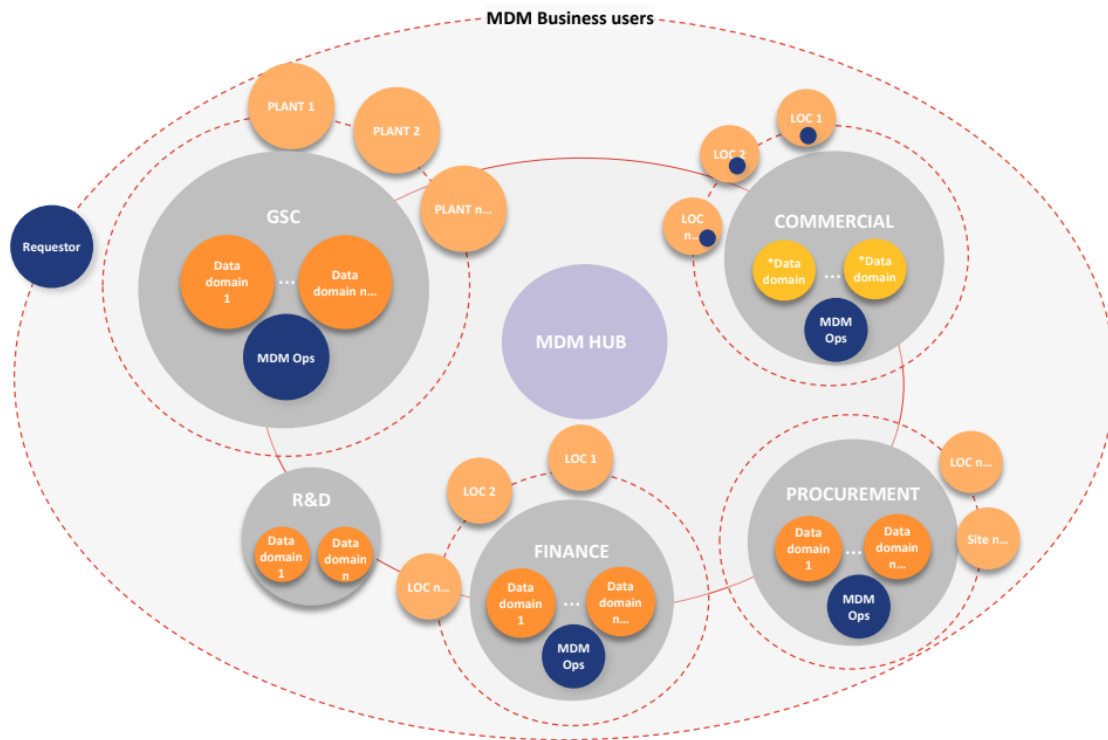 MDM Business users
PLANT 1
PLANT 2
PLANT n...
GSC
Data
domain
1
...
Data
domain n...
MDM Ops
Requestor
LOC 1
LOC 2
LOC
n...
COMMERCIAL
*Data
domain
...
*Data
domain
MDM
Ops
MDM HUB
R&D
Data
domain
1
Data
domain
n
LOC 1
LOC 2
LOC n...
FINANCE
Data
domain
1
...
Data
domain
n...
MDM
Ops
PROCUREMENT
Data
domain
1
...
Data
domain
n...
MDM
Ops
LOC n...
Site n...